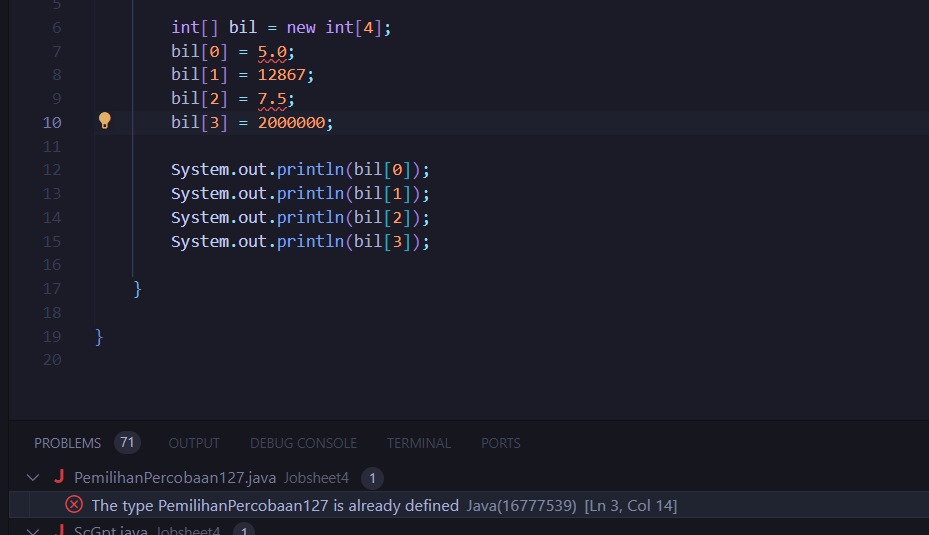 5
6 int[] bil = new int[4];
7 bil[0] = 5.0;
8 bil[1] = 12867;
9 bil[2] = 7.5;
10 bil[3] = 2000000;
11
12 System.out.println(bil[0]);
13 System.out.println(bil[1]);
14 System.out.println(bil[2]);
15 System.out.println(bil[3]);
16
17 }
18
19 }
20
PROBLEMS 71 OUTPUT DEBUG CONSOLE TERMINAL PORTS
J PemilihanPercobaan127.java Jobsheet4 1
The type PemilihanPercobaan127 is already defined Java(16777539) [Ln 3, Col 14]
J ScGpt.java Jobsheet4 1